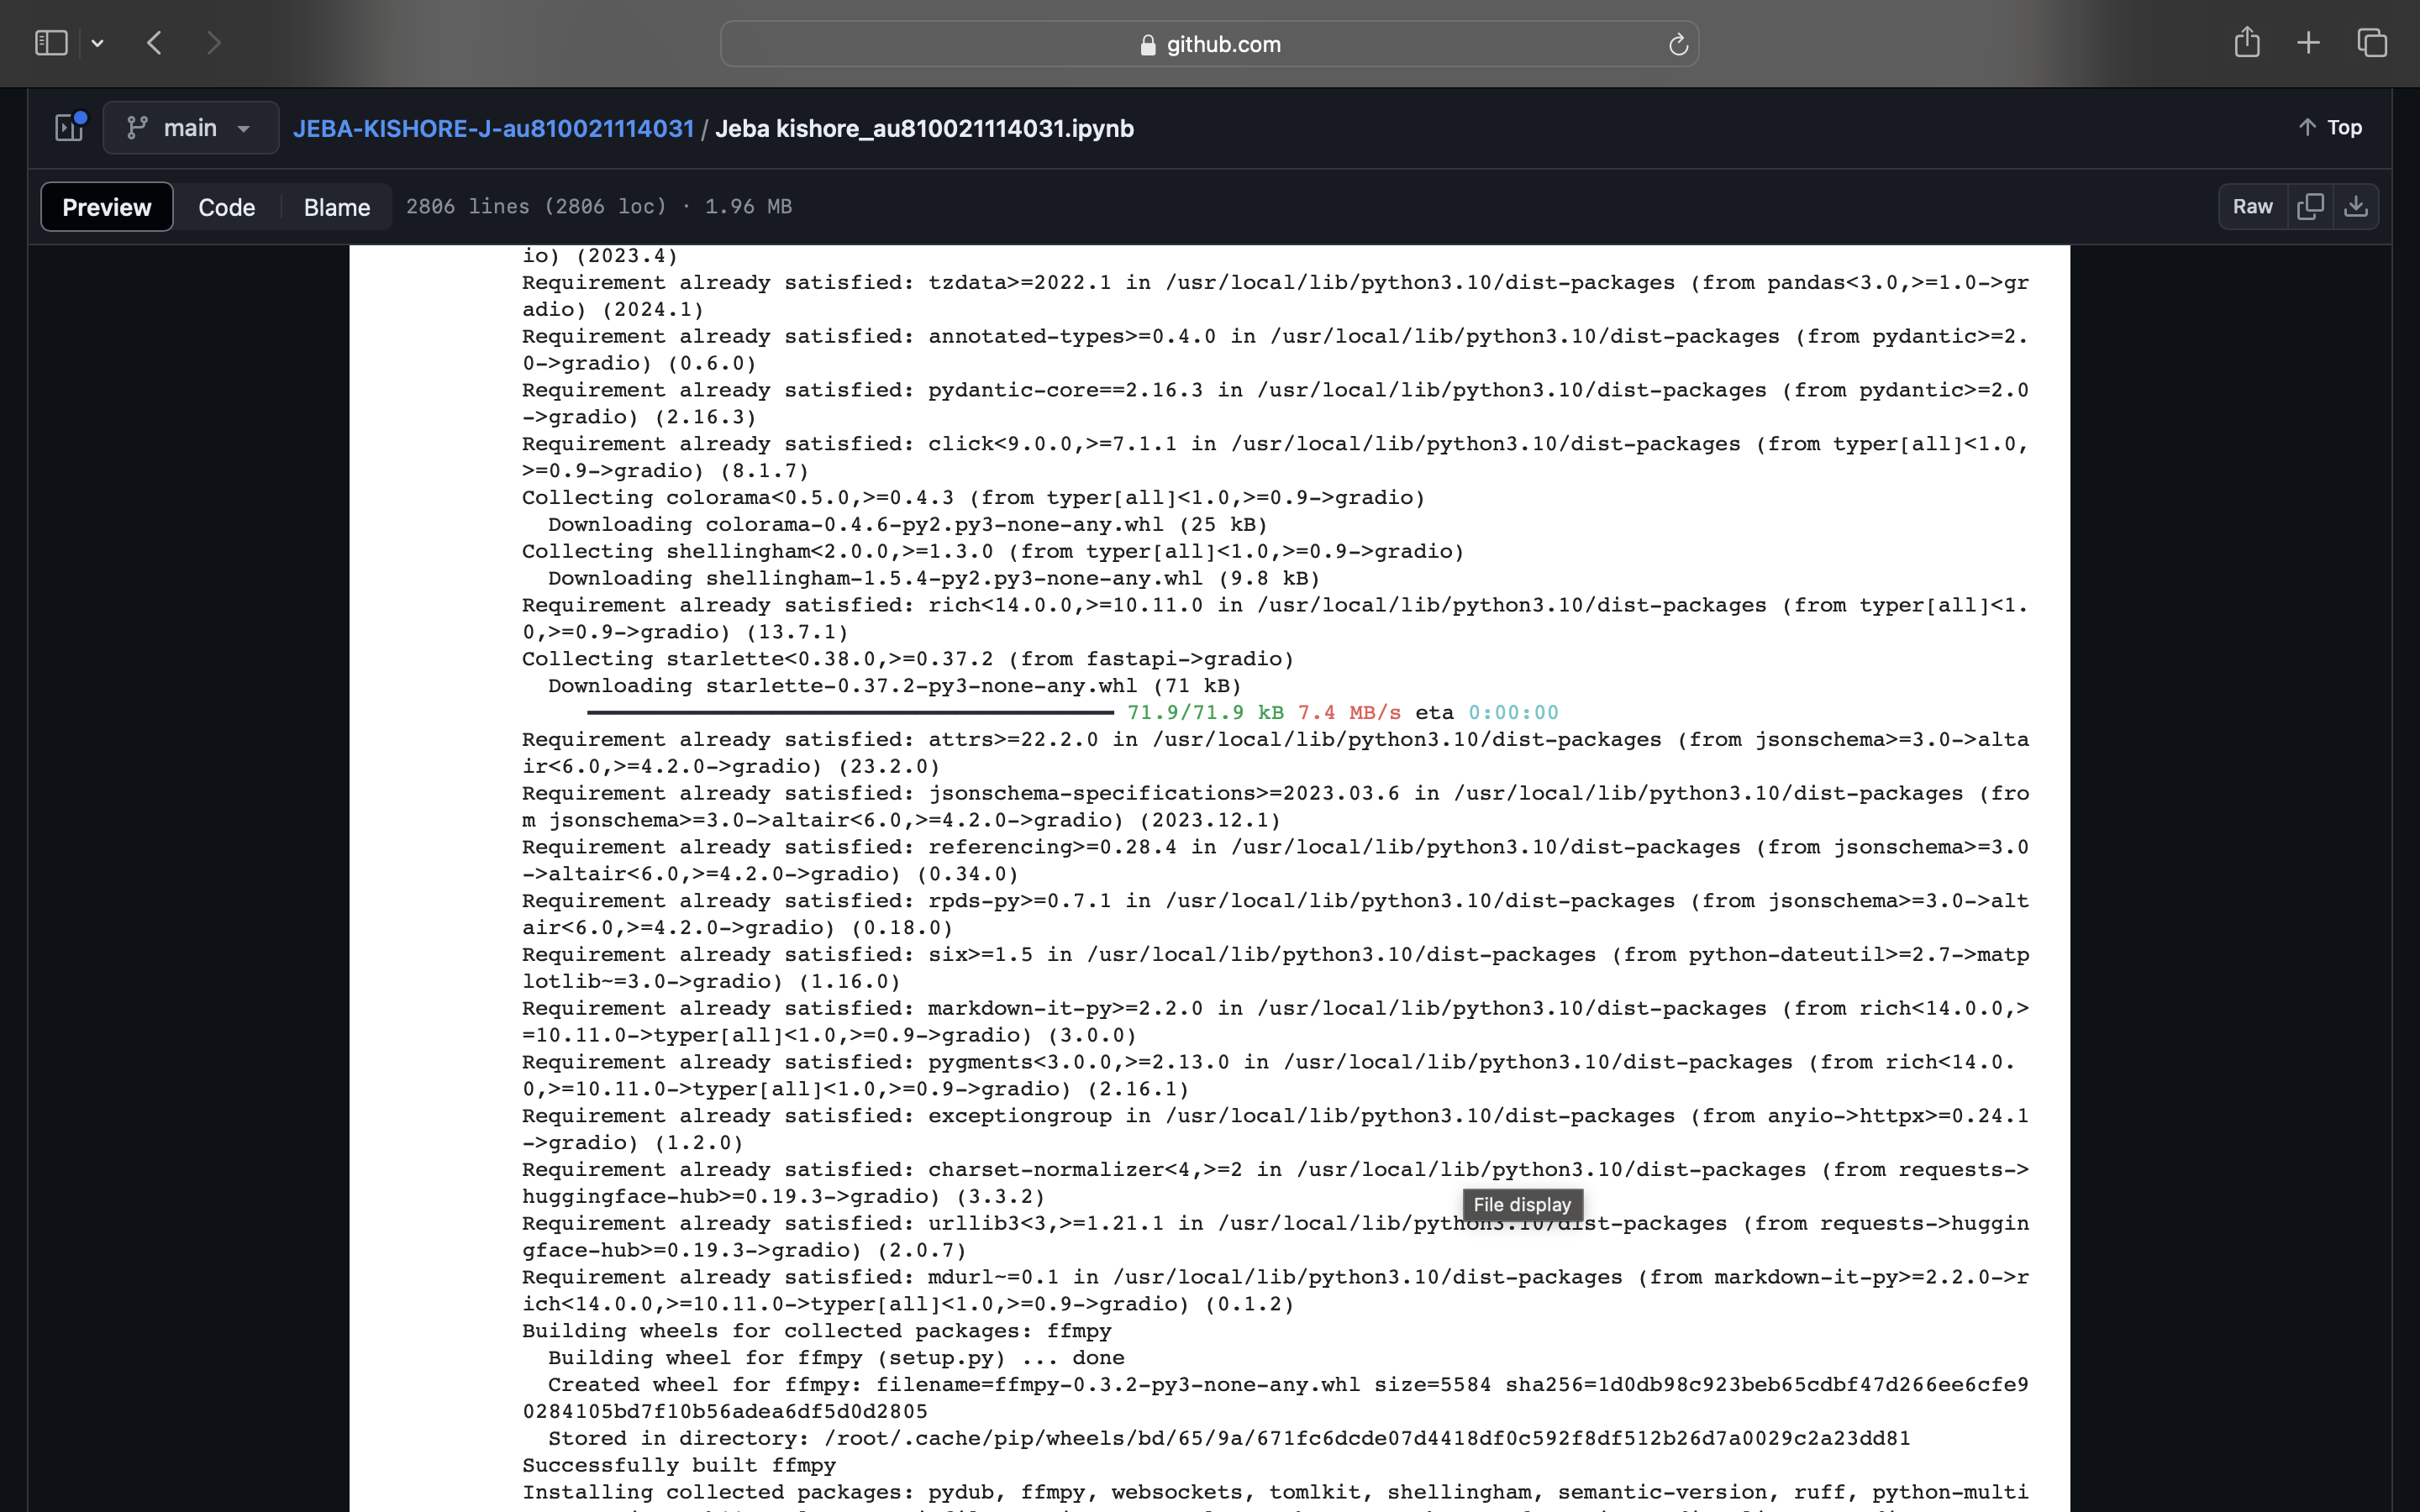 github.com
main
JEBA-KISHORE-J-au810021114031 / Jeba kishore_au810021114031.ipynb
Top
Preview
Code
Blame
2806 lines (2806 loc) · 1.96 MB
Raw
io) (2023.4)
Requirement already satisfied: tzdata>=2022.1 in /usr/local/lib/python3.10/dist-packages (from pandas<3.0,>=1.0->gr
adio) (2024.1)
Requirement already satisfied: annotated-types>=0.4.0 in /usr/local/lib/python3.10/dist-packages (from pydantic>=2.
0->gradio) (0.6.0)
Requirement already satisfied: pydantic-core==2.16.3 in /usr/local/lib/python3.10/dist-packages (from pydantic>=2.0
->gradio) (2.16.3)
Requirement already satisfied: click<9.0.0,>=7.1.1 in /usr/local/lib/python3.10/dist-packages (from typer[all]<1.0,
>=0.9->gradio) (8.1.7)
Collecting colorama<0.5.0,>=0.4.3 (from typer[all]<1.0,>=0.9->gradio)
Downloading colorama-0.4.6-py2.py3-none-any.whl (25 kB)
Collecting shellingham<2.0.0,>=1.3.0 (from typer[all]<1.0,>=0.9->gradio)
Downloading shellingham-1.5.4-py2.py3-none-any.whl (9.8 kB)
Requirement already satisfied: rich<14.0.0,>=10.11.0 in /usr/local/lib/python3.10/dist-packages (from typer[all]<1.
0,>=0.9->gradio) (13.7.1)
Collecting starlette<0.38.0,>=0.37.2 (from fastapi->gradio)
Downloading starlette-0.37.2-py3-none-any.whl (71 kB)
71.9/71.9 kB 7.4 MB/s eta 0:00:00
Requirement already satisfied: attrs>=22.2.0 in /usr/local/lib/python3.10/dist-packages (from jsonschema>=3.0->alta
ir<6.0,>=4.2.0->gradio) (23.2.0)
Requirement already satisfied: jsonschema-specifications>=2023.03.6 in /usr/local/lib/python3.10/dist-packages (fro
m jsonschema>=3.0->altair<6.0,>=4.2.0->gradio) (2023.12.1)
Requirement already satisfied: referencing>=0.28.4 in /usr/local/lib/python3.10/dist-packages (from jsonschema>=3.0
->altair<6.0,>=4.2.0->gradio) (0.34.0)
Requirement already satisfied: rpds-py>=0.7.1 in /usr/local/lib/python3.10/dist-packages (from jsonschema>=3.0->alt
air<6.0,>=4.2.0->gradio) (0.18.0)
Requirement already satisfied: six>=1.5 in /usr/local/lib/python3.10/dist-packages (from python-dateutil>=2.7->matp
lotlib~=3.0->gradio) (1.16.0)
Requirement already satisfied: markdown-it-py>=2.2.0 in /usr/local/lib/python3.10/dist-packages (from rich<14.0.0,>
=10.11.0->typer[all]<1.0,>=0.9->gradio) (3.0.0)
Requirement already satisfied: pygments<3.0.0,>=2.13.0 in /usr/local/lib/python3.10/dist-packages (from rich<14.0.
0,>=10.11.0->typer[all]<1.0,>=0.9->gradio) (2.16.1)
Requirement already satisfied: exceptiongroup in /usr/local/lib/python3.10/dist-packages (from anyio->httpx>=0.24.1
->gradio) (1.2.0)
Requirement already satisfied: charset-normalizer<4,>=2 in /usr/local/lib/python3.10/dist-packages (from requests->
huggingface-hub>=0.19.3->gradio) (3.3.2)
File display
Requirement already satisfied: urllib3<3,>=1.21.1 in /usr/local/lib/python3.10/dist-packages (from requests->huggin
gface-hub>=0.19.3->gradio) (2.0.7)
Requirement already satisfied: mdurl~=0.1 in /usr/local/lib/python3.10/dist-packages (from markdown-it-py>=2.2.0->r
ich<14.0.0,>=10.11.0->typer[all]<1.0,>=0.9->gradio) (0.1.2)
Building wheels for collected packages: ffmpy
Building wheel for ffmpy (setup.py) ... done
Created wheel for ffmpy: filename=ffmpy-0.3.2-py3-none-any.whl size=5584 sha256=1d0db98c923beb65cdbf47d266ee6cfe9
0284105bd7f10b56adea6df5d0d2805
Stored in directory: /root/.cache/pip/wheels/bd/65/9a/671fc6dcde07d4418df0c592f8df512b26d7a0029c2a23dd81
Successfully built ffmpy
Installing collected packages: pydub, ffmpy, websockets, tomlkit, shellingham, semantic-version, ruff, python-multi